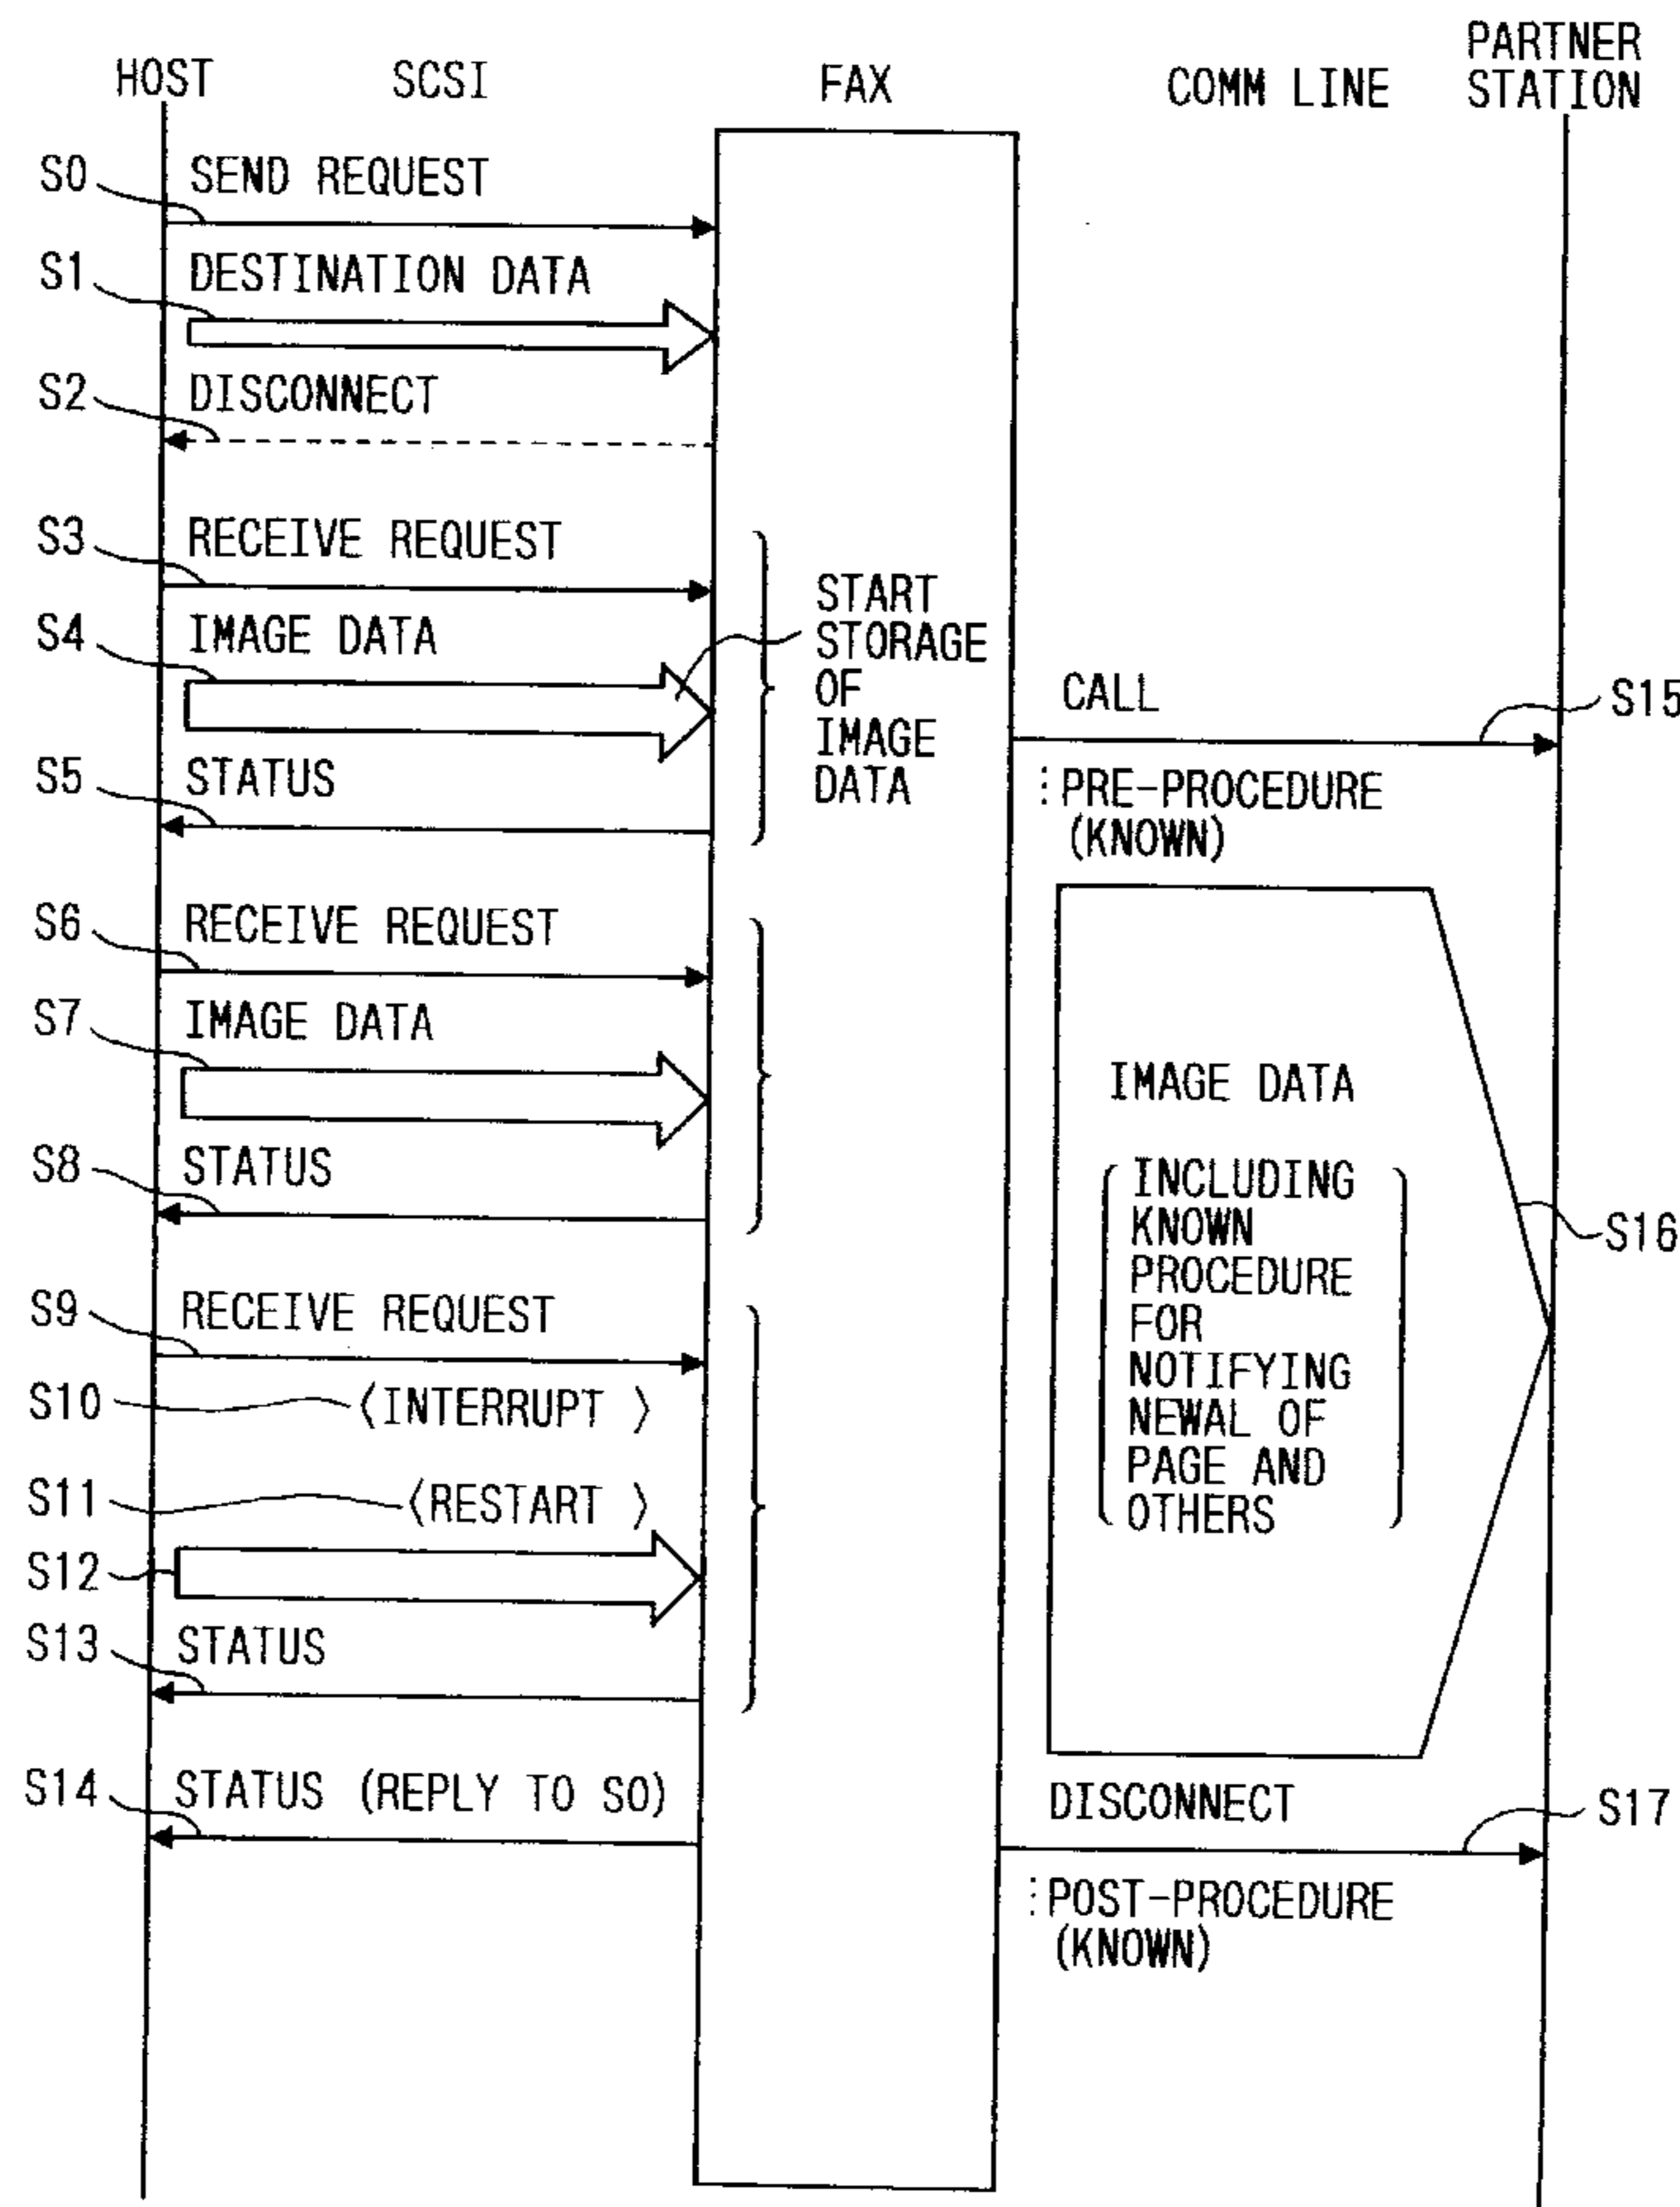 HOST
SCSI
FAX
COMM LINE
PARTNER
STATION
S0
SEND REQUEST
S1
DESTINATION DATA
S2
DISCONNECT
S3
RECEIVE REQUEST
S4
IMAGE DATA
START
STORAGE
OF
IMAGE
DATA
S5
STATUS
CALL
S15
⋮PRE-PROCEDURE
(KNOWN)
S6
RECEIVE REQUEST
S7
IMAGE DATA
S8
STATUS
IMAGE DATA
INCLUDING
KNOWN
PROCEDURE
FOR
NOTIFYING
NEWAL OF
PAGE AND
OTHERS
S16
S9
RECEIVE REQUEST
S10
〈INTERRUPT 〉
S11
〈RESTART 〉
S12
S13
STATUS
S14
STATUS (REPLY TO S0)
DISCONNECT
S17
⋮POST-PROCEDURE
(KNOWN)